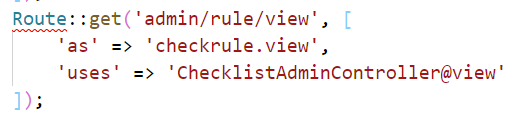 Route::get('admin/rule/view', [
    'as' => 'checkrule.view',
    'uses' => 'ChecklistAdminController@view'
]);